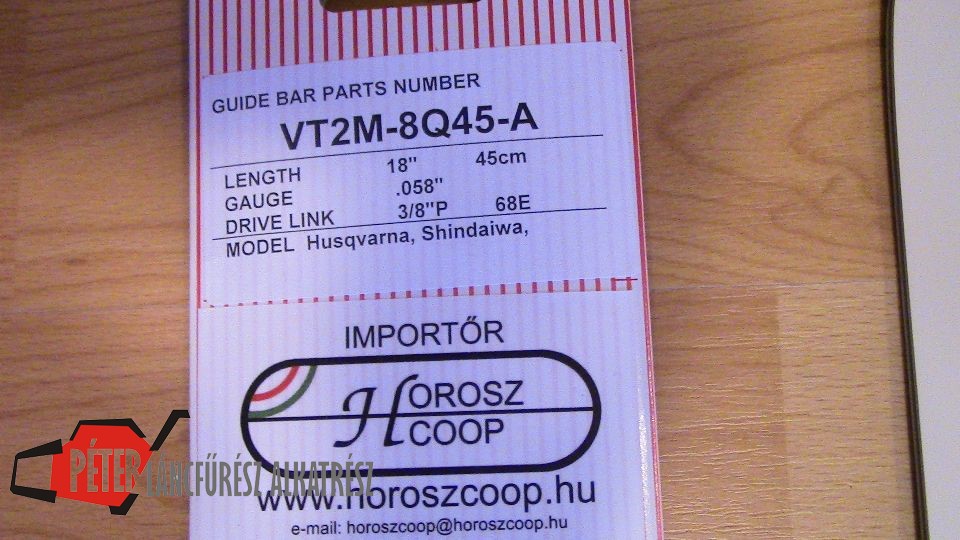 GUIDE BAR PARTS NUMBER
VT2M-8Q45-A
LENGTH 18" 45cm
GAUGE .058"
DRIVE LINK 3/8"P 68E
MODEL Husqvarna, Shindaiwa,
IMPORTŐR
HOROSZ
COOP
PÉTER LÁNCFŰRÉSZ ALKATRÉSZ
www.horoszcoop.hu
e-mail: horoszcoop@horoszcoop.hu